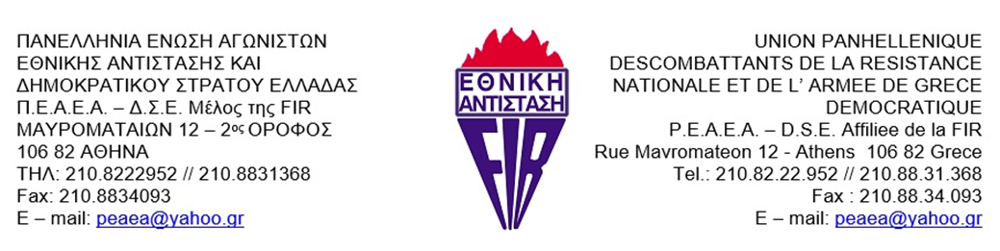 ΠΑΝΕΛΛΗΝΙΑ ΕΝΩΣΗ ΑΓΩΝΙΣΤΩΝ
ΕΘΝΙΚΗΣ ΑΝΤΙΣΤΑΣΗΣ ΚΑΙ
ΔΗΜΟΚΡΑΤΙΚΟΥ ΣΤΡΑΤΟΥ ΕΛΛΑΔΑΣ
Π.Ε.Α.Ε.Α. – Δ.Σ.Ε. Μέλος της FIR
ΜΑΥΡΟΜΑΤΑΙΩΝ 12 – 2ος ΟΡΟΦΟΣ
106 82 ΑΘΗΝΑ
ΤΗΛ: 210.8222952 // 210.8831368
Fax: 210.8834093
E – mail: peaea@yahoo.gr
ΕΘΝΙΚΗ
ΑΝΤΙΣΤΑΣΗ
FIR
UNION PANHELLENIQUE
DESCOMBATTANTS DE LA RESISTANCE
NATIONALE ET DE L’ ARMEE DE GRECE
DEMOCRATIQUE
P.E.A.E.A. – D.S.E. Affiliee de la FIR
Rue Mavromateon 12 - Athens 106 82 Grece
Tel.: 210.82.22.952 // 210.88.31.368
Fax : 210.88.34.093
E – mail: peaea@yahoo.gr